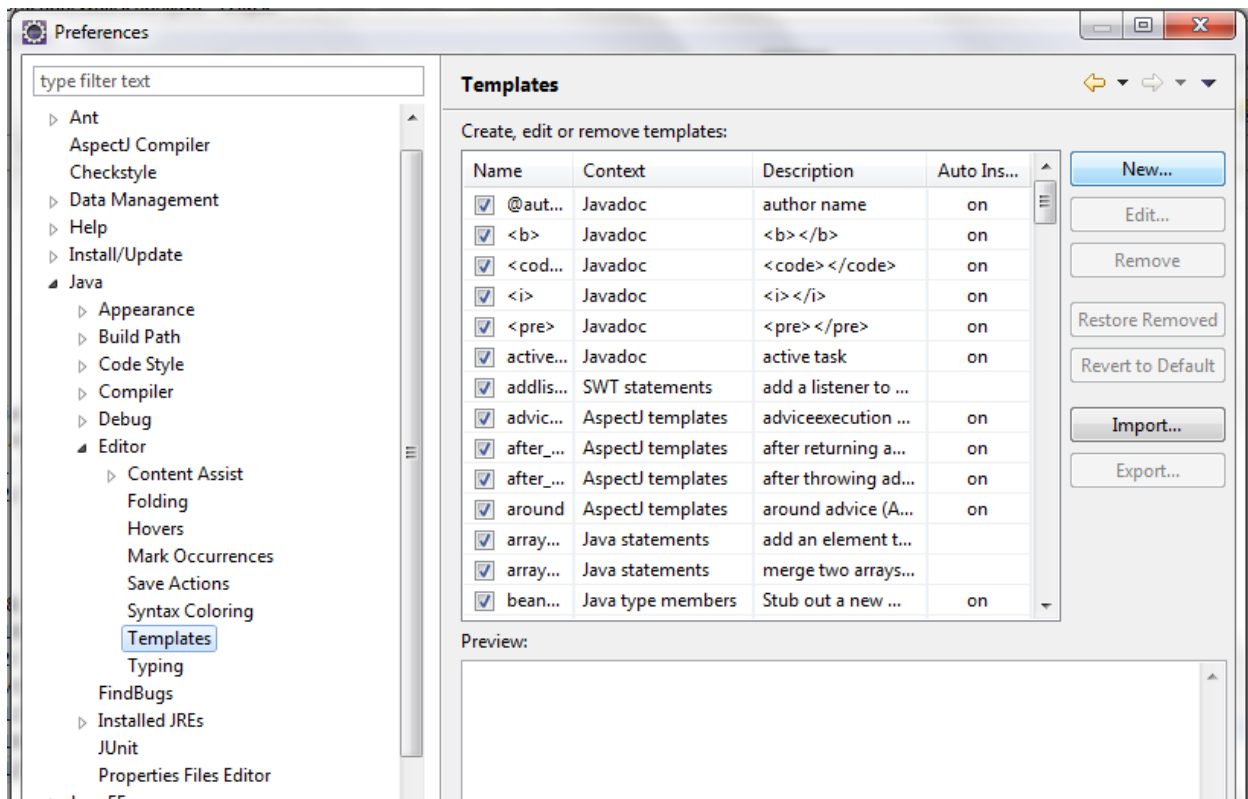 Preferences
type filter text
Ant
AspectJ Compiler
Checkstyle
Data Management
Help
Install/Update
Java
Appearance
Build Path
Code Style
Compiler
Debug
Editor
Content Assist
Folding
Hovers
Mark Occurrences
Save Actions
Syntax Coloring
Templates
Typing
FindBugs
Installed JREs
JUnit
Properties Files Editor
Templates
Create, edit or remove templates:
Name Context Description Auto Ins...
@aut... Javadoc author name on
<b> Javadoc <b></b> on
<cod... Javadoc <code></code> on
<i> Javadoc <i></i> on
<pre> Javadoc <pre></pre> on
active... Javadoc active task on
addlis... SWT statements add a listener to ...
advic... AspectJ templates adviceexecution ... on
after_... AspectJ templates after returning a... on
after_... AspectJ templates after throwing ad... on
around AspectJ templates around advice (A... on
array... Java statements add an element t...
array... Java statements merge two arrays...
bean... Java type members Stub out a new ... on
New...
Edit...
Remove
Restore Removed
Revert to Default
Import...
Export...
Preview: